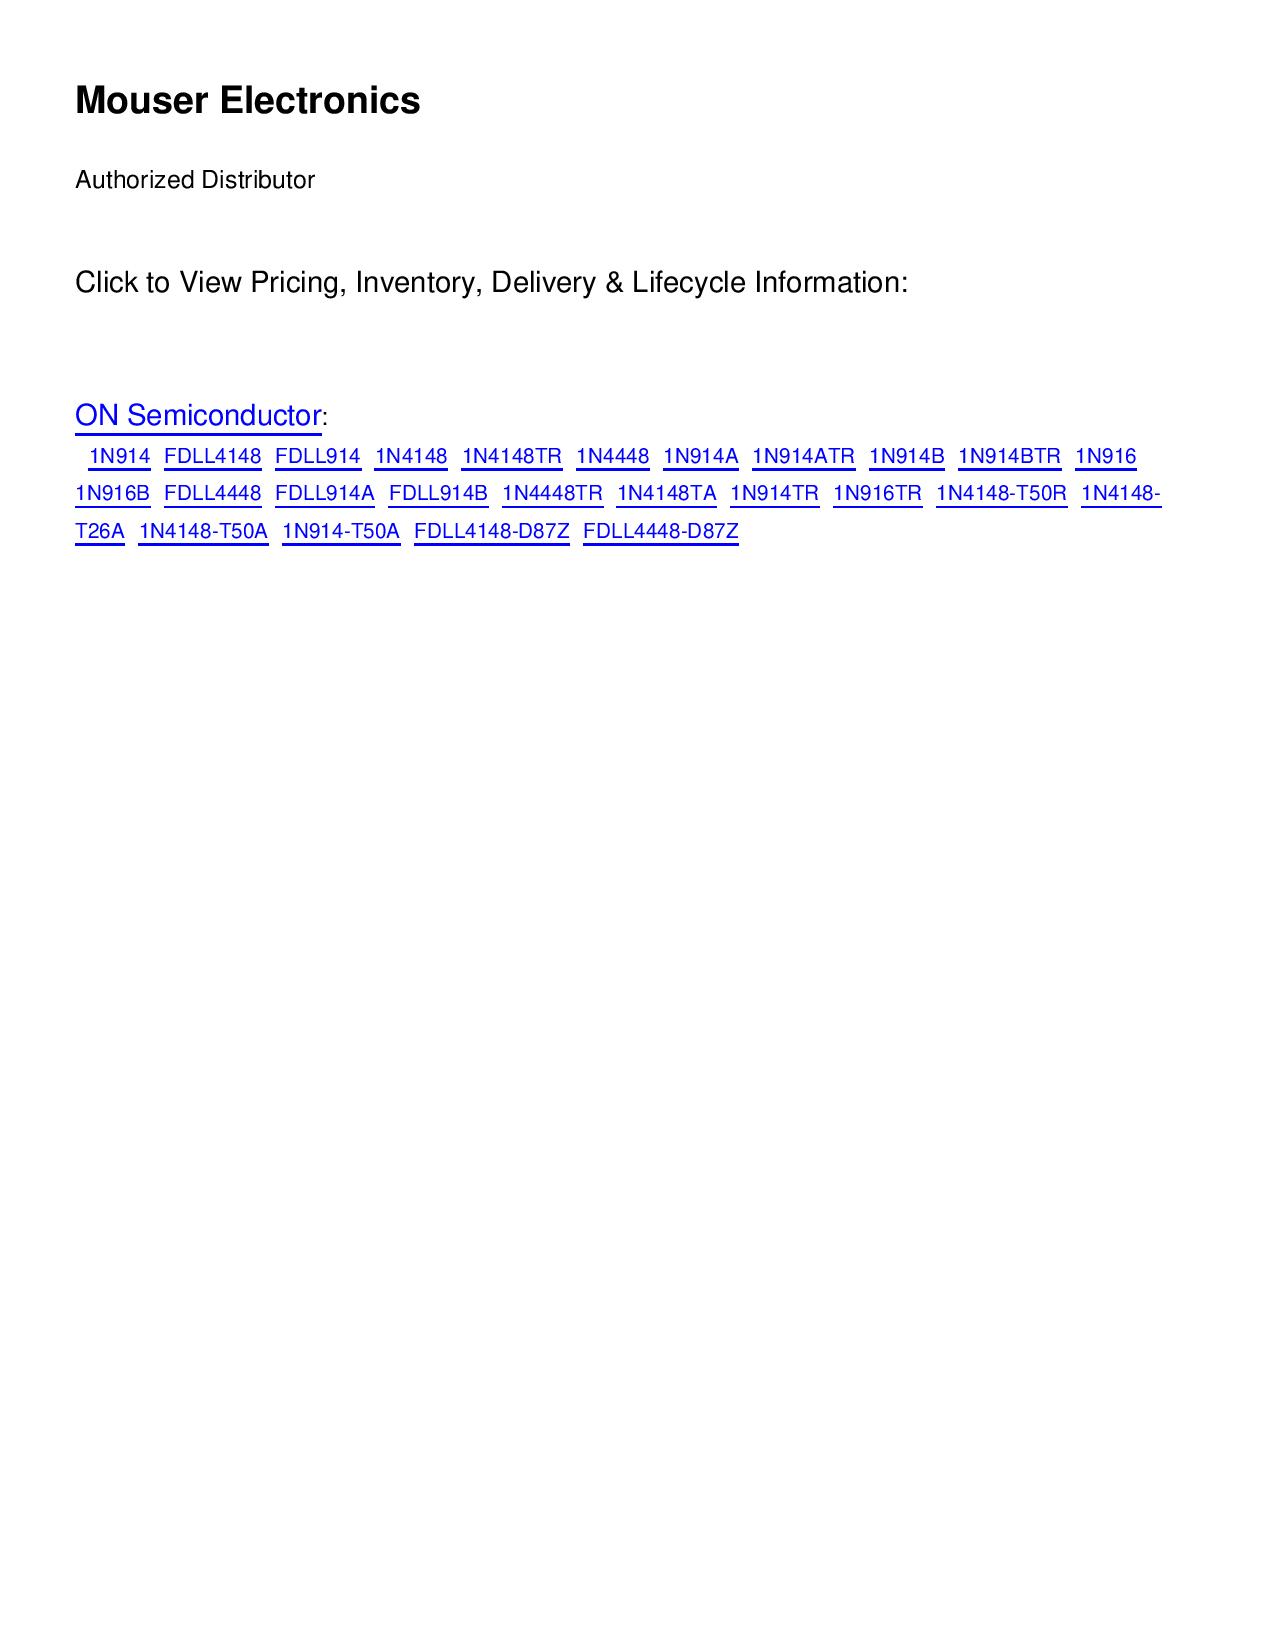 Mouser Electronics
Authorized Distributor
Click to View Pricing, Inventory, Delivery & Lifecycle Information:
ON Semiconductor:
1N914 FDLL4148 FDLL914 1N4148 1N4148TR 1N4448 1N914A 1N914ATR 1N914B 1N914BTR 1N916
1N916B FDLL4448 FDLL914A FDLL914B 1N4448TR 1N4148TA 1N914TR 1N916TR 1N4148-T50R 1N4148-
T26A 1N4148-T50A 1N914-T50A FDLL4148-D87Z FDLL4448-D87Z